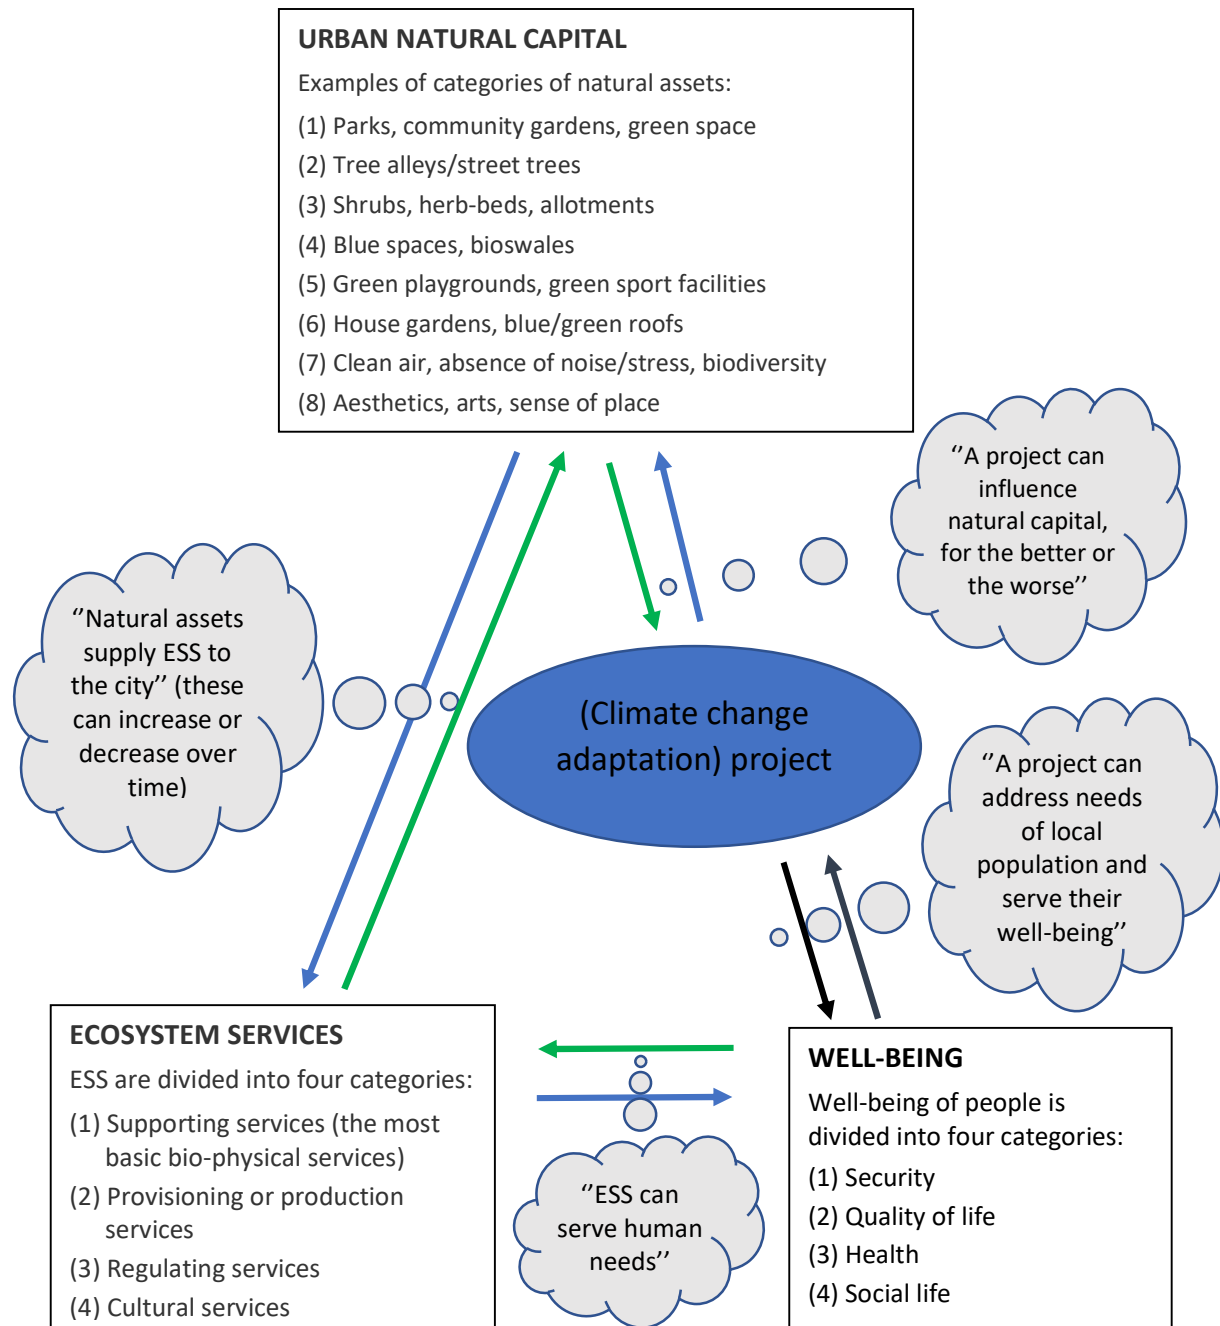 URBAN NATURAL CAPITAL
Examples of categories of natural assets:
(1) Parks, community gardens, green space
(2) Tree alleys/street trees
(3) Shrubs, herb-beds, allotments
(4) Blue spaces, bioswales
(5) Green playgrounds, green sport facilities
(6) House gardens, blue/green roofs
(7) Clean air, absence of noise/stress, biodiversity
(8) Aesthetics, arts, sense of place
‘’A project can
influence
natural capital,
for the better or
the worse’’
‘’Natural assets
supply ESS to
the city’’ (these
can increase or
decrease over
time)
(Climate change
adaptation) project
‘’A project can
address needs
of local
population and
serve their
well-being’’
ECOSYSTEM SERVICES
ESS are divided into four categories:
(1) Supporting services (the most
basic bio-physical services)
(2) Provisioning or production
services
(3) Regulating services
(4) Cultural services
‘’ESS can
serve human
needs’’
WELL-BEING
Well-being of people is
divided into four categories:
(1) Security
(2) Quality of life
(3) Health
(4) Social life